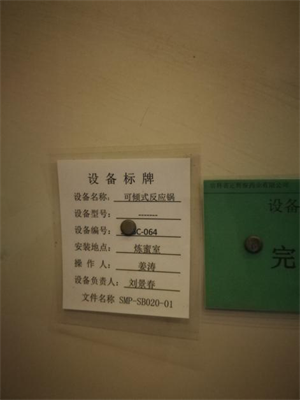 设备标牌
设备名称：可倾式反应锅
设备型号：------
设备编号：C-064
安装地点：炼蜜室
操作人：姜涛
设备负责人：刘景春
文件名称 SMP-SB020-01
设备
完